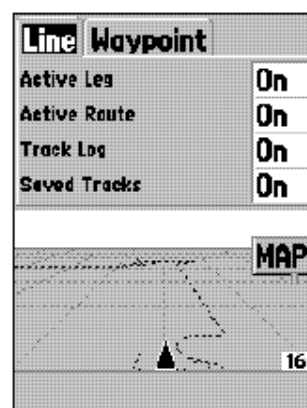 Line Waypoint
Active Leg On
Active Route On
Track Log On
Saved Tracks On
MAP
16